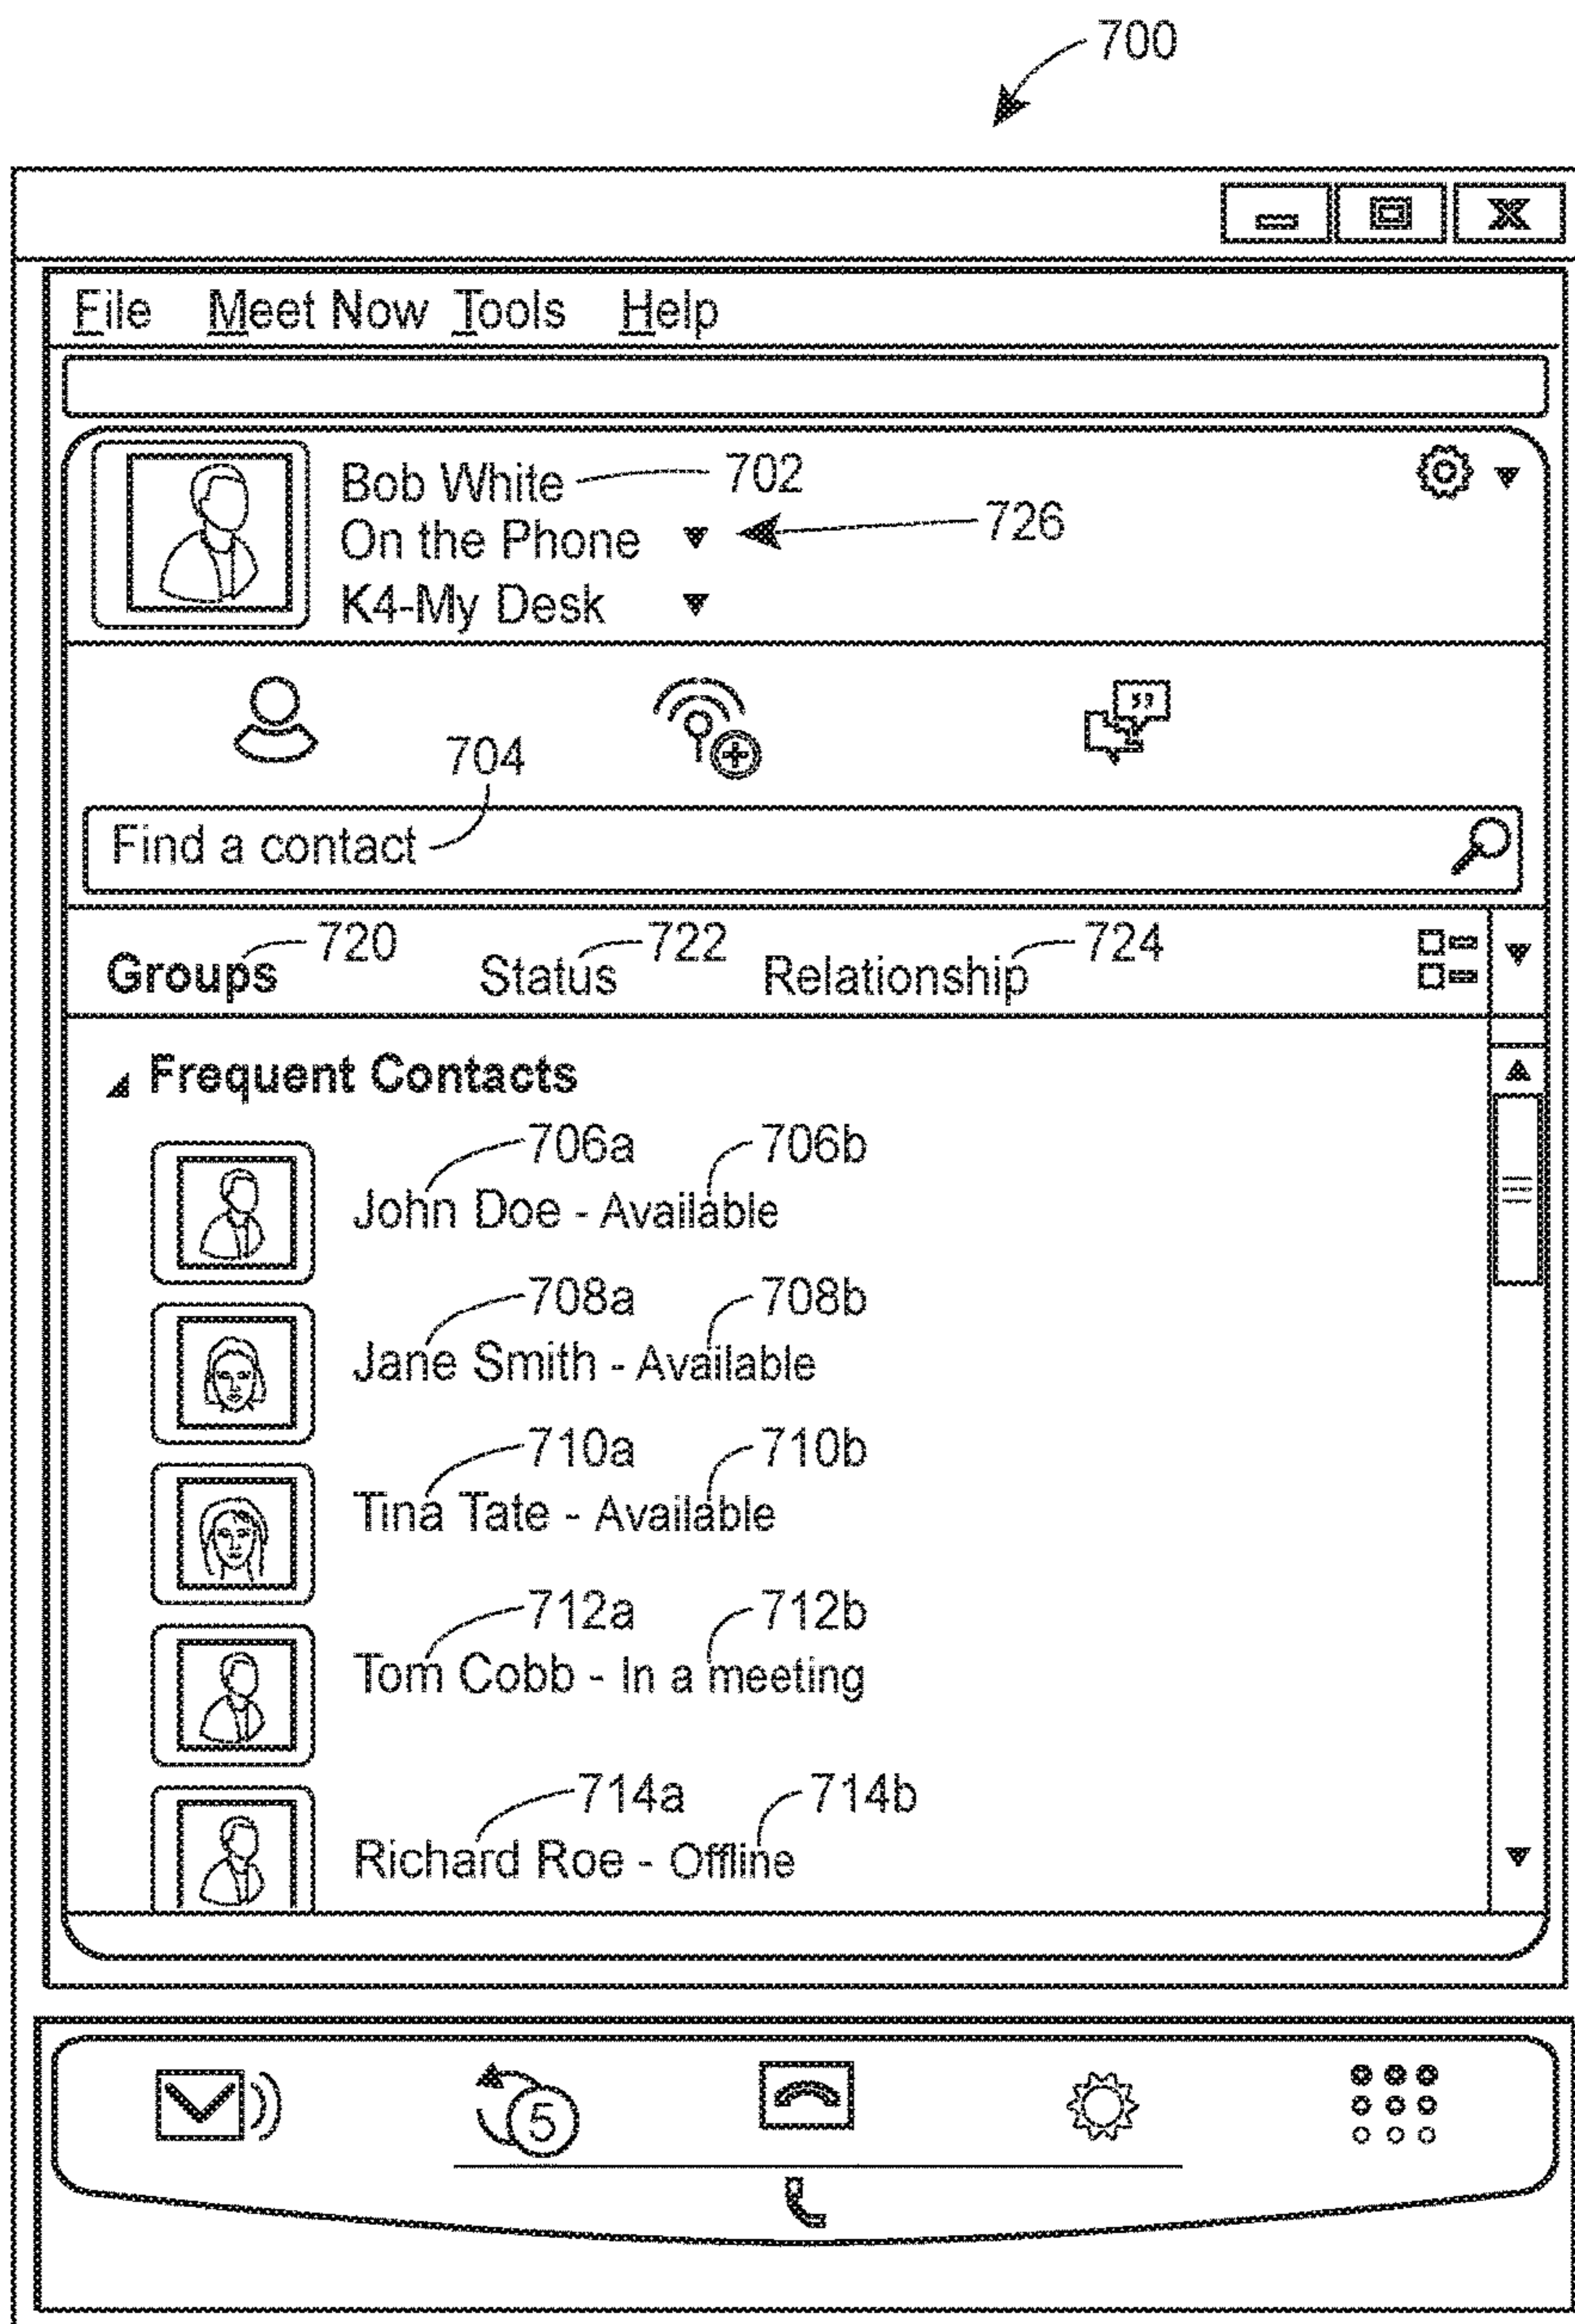 700
File Meet Now Tools Help
Bob White 702
On the Phone 726
K4-My Desk
704
Find a contact
Groups 720 Status 722 Relationship 724
Frequent Contacts
706a 706b
John Doe - Available
708a 708b
Jane Smith - Available
710a 710b
Tina Tate - Available
712a 712b
Tom Cobb - In a meeting
714a 714b
Richard Roe - Offline
5